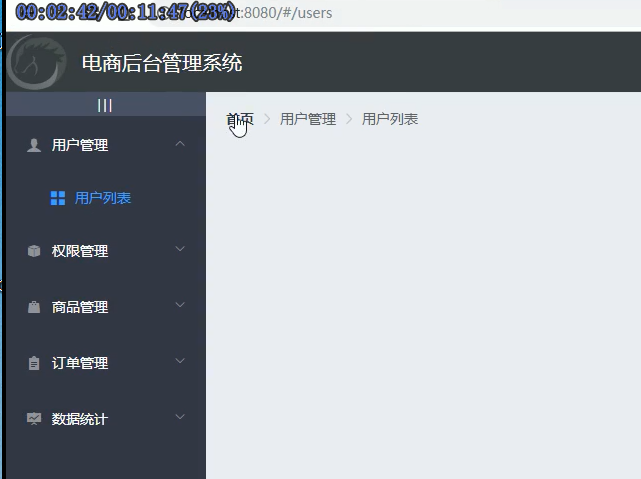 00:02:42/00:11:47(23%)
:8080/#/users
电商后台管理系统
|||
首页 > 用户管理 > 用户列表
用户管理
用户列表
权限管理
商品管理
订单管理
数据统计